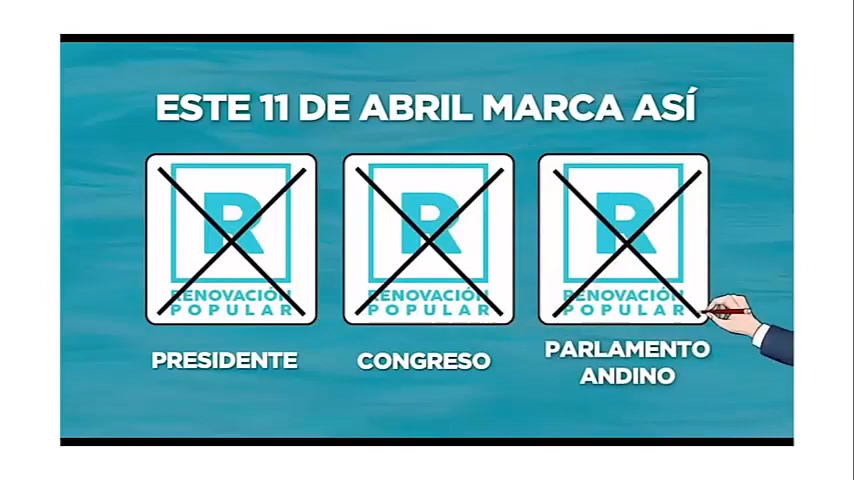 ESTE 11 DE ABRIL MARCA ASÍ
R R R
RENOVACIÓN RENOVACIÓN RENOVACIÓN
POPULAR POPULAR POPULAR
PRESIDENTE CONGRESO PARLAMENTO
ANDINO